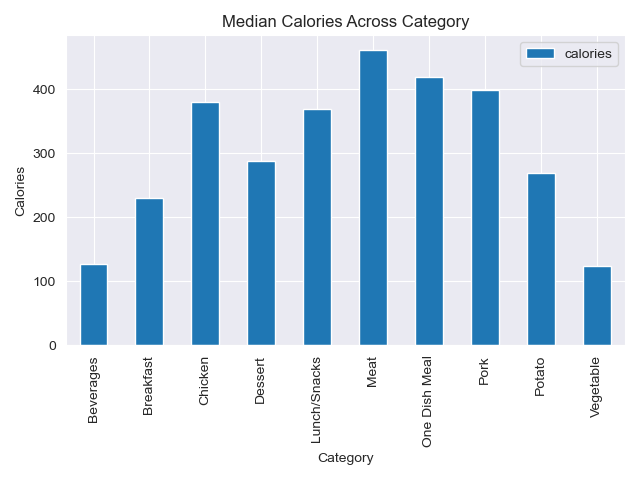 Median Calories Across Category
calories
Calories
400
300
200
100
0
Beverages
Breakfast
Chicken
Dessert
Lunch/Snacks
Meat
One Dish Meal
Pork
Potato
Vegetable
Category